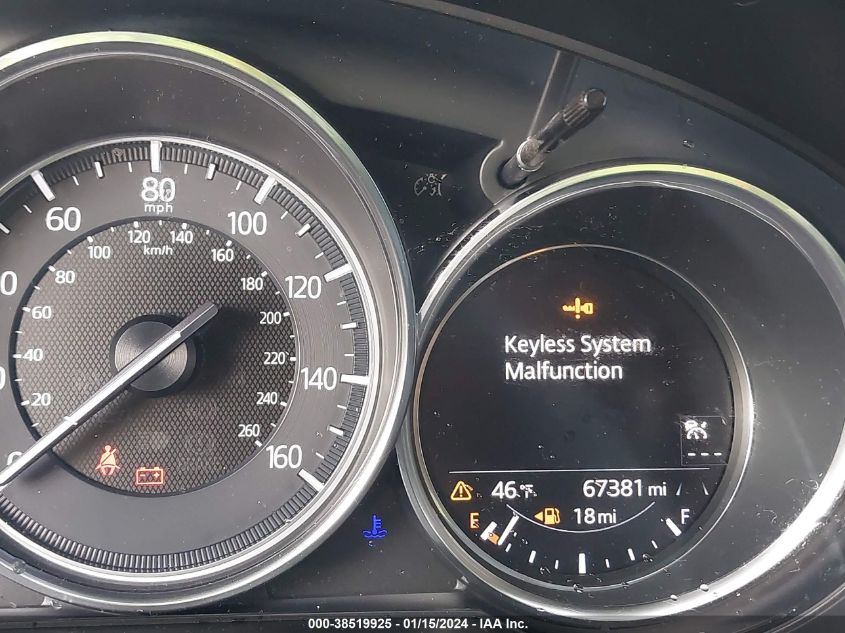 60
80
mph
100
120
140
160
20
40
60
80
100
120
140
km/h
160
180
200
220
240
260
Keyless System
Malfunction
---
46°F
67381 mi
E
18 mi
F
000-38519925 - 01/15/2024 - IAA Inc.